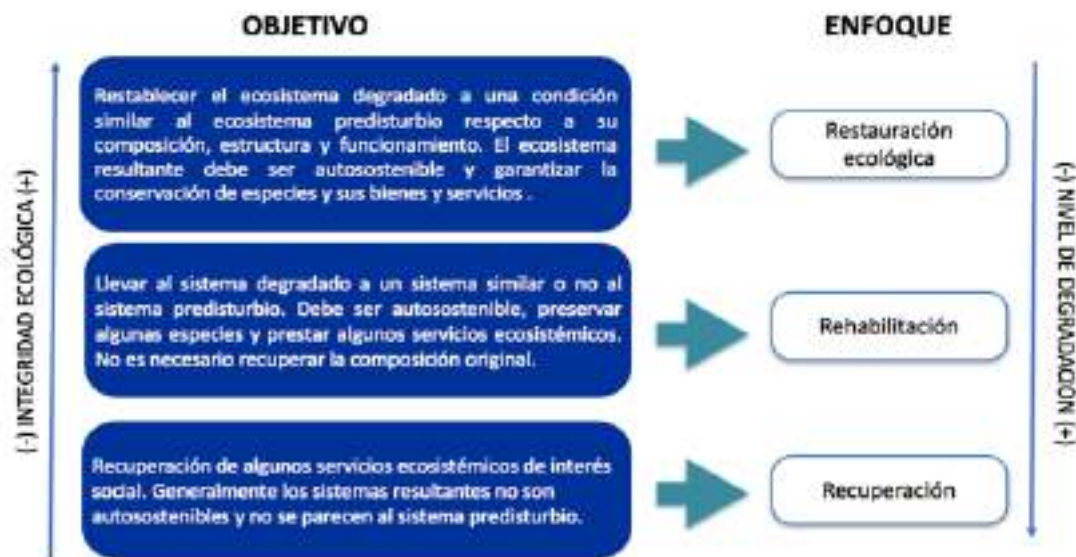 OBJETIVO
ENFOQUE
Restablecer el ecosistema degradado a una condición
similar al ecosistema predisturbio respecto a su
composición, estructura y funcionamiento. El ecosistema
resultante debe ser autosostenible y garantizar la
conservación de especies y sus bienes y servicios .
Restauración
ecológica
Llevar al sistema degradado a un sistema similar o no al
sistema predisturbio. Debe ser autosostenible, preservar
algunas especies y prestar algunos servicios ecosistémicos.
No es necesario recuperar la composición original.
Rehabilitación
Recuperación de algunos servicios ecosistémicos de interés
social. Generalmente los sistemas resultantes no son
autosostenibles y no se parecen al sistema predisturbio.
Recuperación
(-) INTEGRIDAD ECOLÓGICA (+)
(-) NIVEL DE DEGRADACION (+)